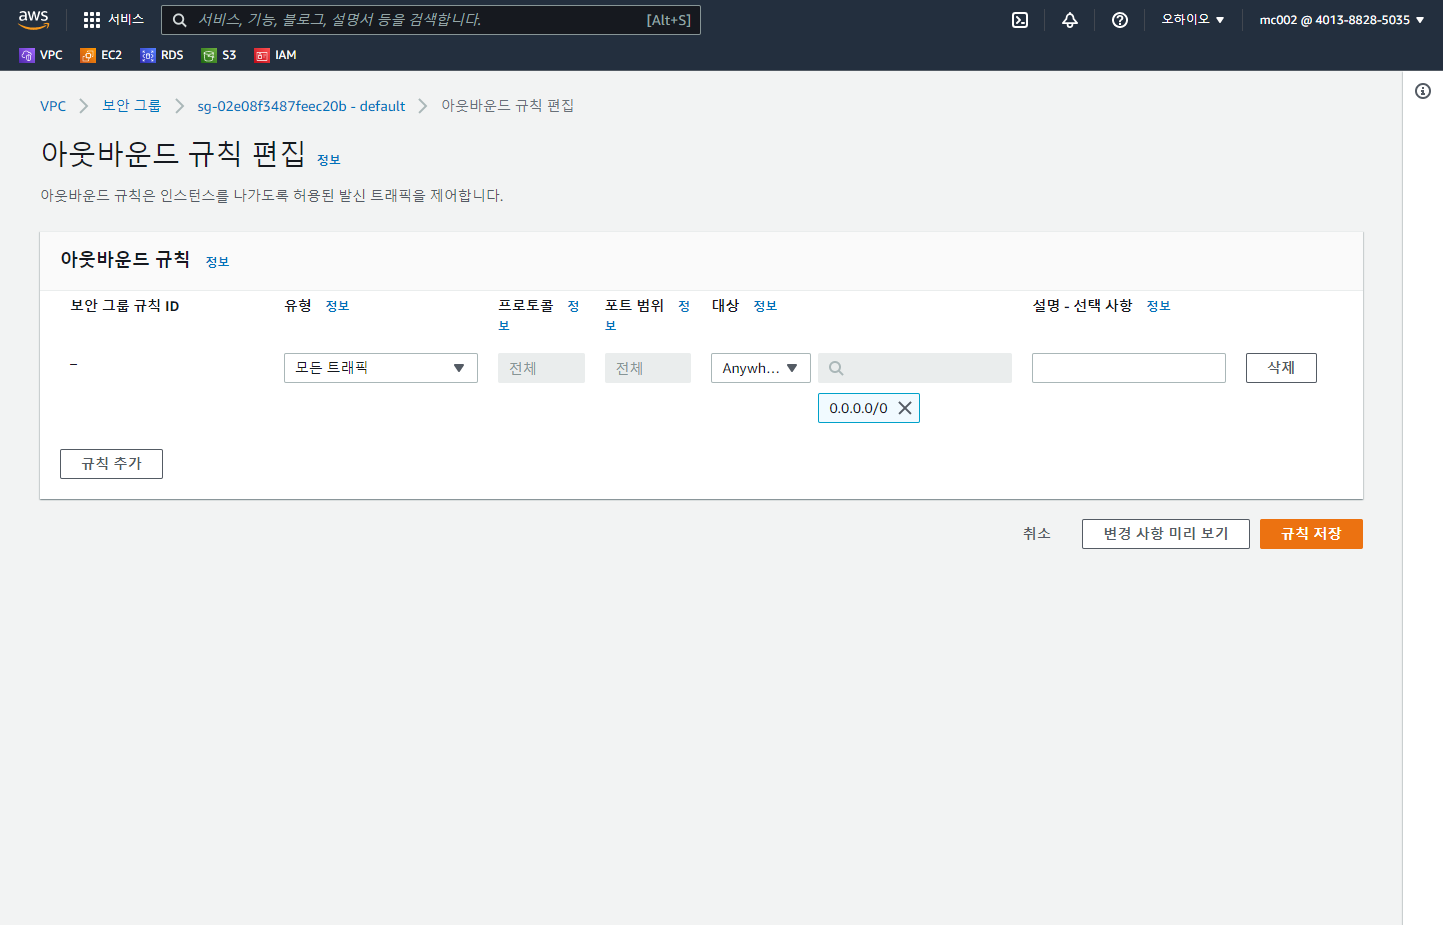 aws 서비스 서비스, 기능, 블로그, 설명서 등을 검색합니다. [Alt+S] 오하이오 mc002 @ 4013-8828-5035
VPC EC2 RDS S3 IAM
VPC 보안 그룹 sg-02e08f3487feec20b - default 아웃바운드 규칙 편집
아웃바운드 규칙 편집 정보
아웃바운드 규칙은 인스턴스를 나가도록 허용된 발신 트래픽을 제어합니다.
아웃바운드 규칙 정보
보안 그룹 규칙 ID 유형 정보 프로토콜 정보 포트 범위 정보 대상 정보 설명 - 선택 사항 정보
– 모든 트래픽 전체 전체 Anywh... 삭제
0.0.0.0/0
규칙 추가
취소 변경 사항 미리 보기 규칙 저장